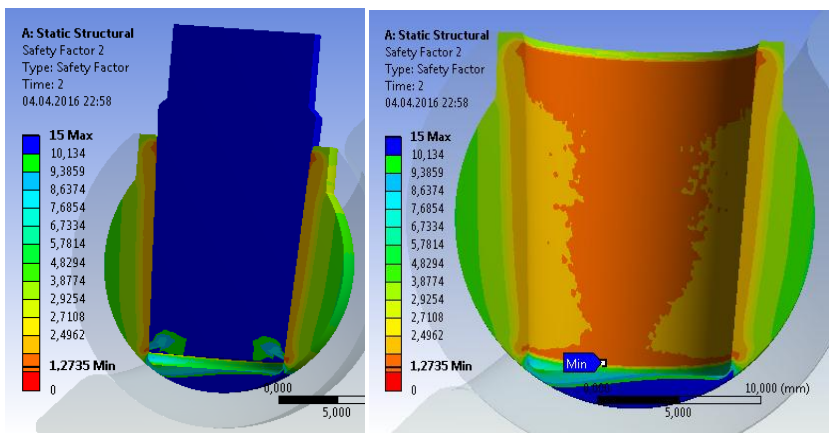 A: Static Structural
Safety Factor 2
Type: Safety Factor
Time: 2
04.04.2016 22:58
15 Max
10,134
9,3859
8,6374
7,6854
6,7334
5,7814
4,8294
3,8774
2,9254
2,4962
1,2735 Min
0
0,000
5,000
A: Static Structural
Safety Factor 2
Type: Safety Factor
Time: 2
04.04.2016 22:58
15 Max
10,134
9,3859
8,6374
7,6854
6,7334
5,7814
4,8294
3,8774
2,9254
2,4962
1,2735 Min
0
Min
0,000
10,000 (mm)
5,000